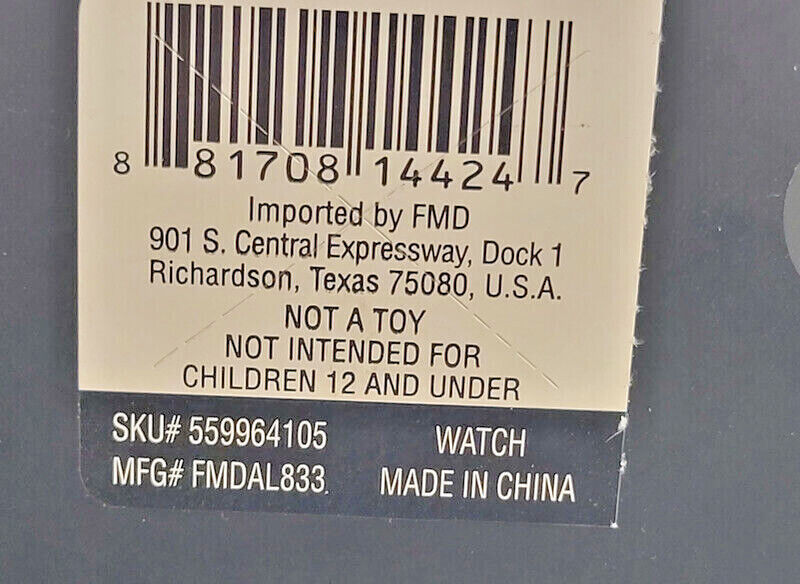 8 81708 14424 7
Imported by FMD
901 S. Central Expressway, Dock 1
Richardson, Texas 75080, U.S.A.
NOT A TOY
NOT INTENDED FOR
CHILDREN 12 AND UNDER
SKU# 559964105 WATCH
MFG# FMDAL833 MADE IN CHINA